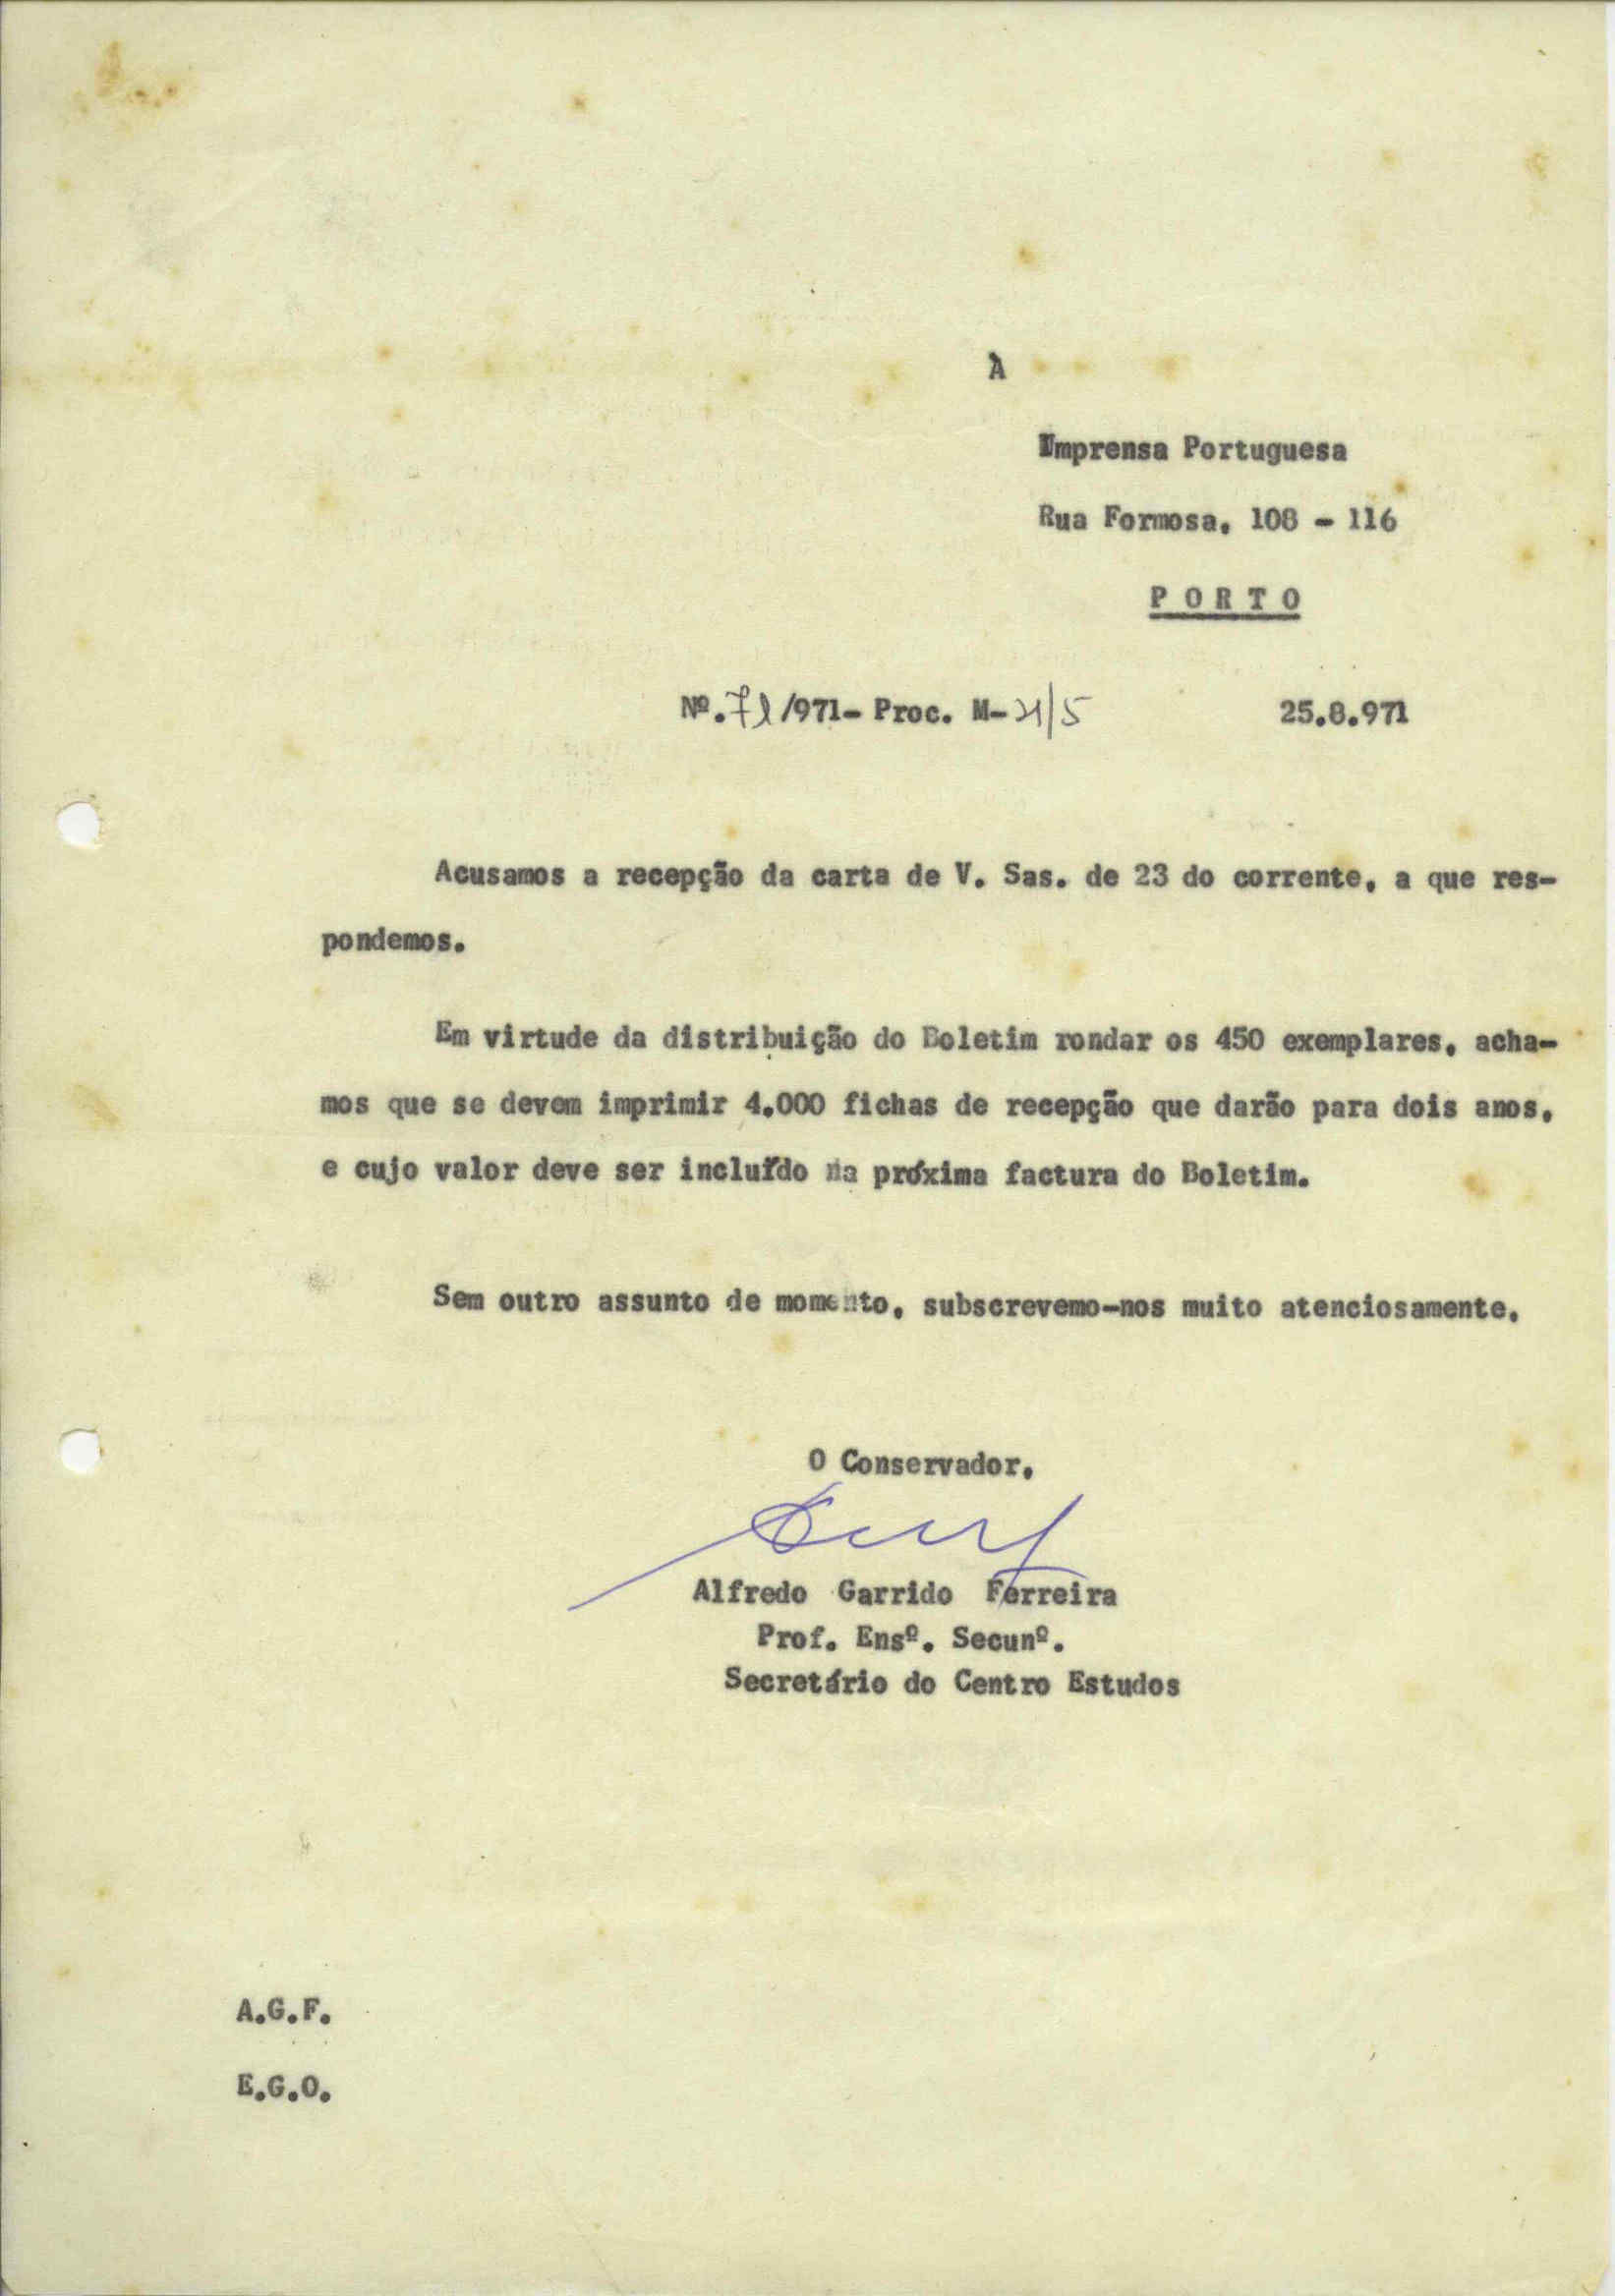 À
Imprensa Portuguesa
Rua Formosa, 108 - 116
P O R T O
Nº. 71/971- Proc. M-21/5 25.8.971
Acusamos a recepção da carta de V. Sas. de 23 do corrente, a que res-
pondemos.
Em virtude da distribuição do Boletim rondar os 450 exemplares, acha-
mos que se devem imprimir 4.000 fichas de recepção que darão para dois anos,
e cujo valor deve ser incluído na próxima factura do Boletim.
Sem outro assunto de momento, subscrevemo-nos muito atenciosamente,
O Conservador,
Alfredo Garrido Ferreira
Prof. Ensº. Secunº.
Secretário do Centro Estudos
A.G.F.
E.G.O.